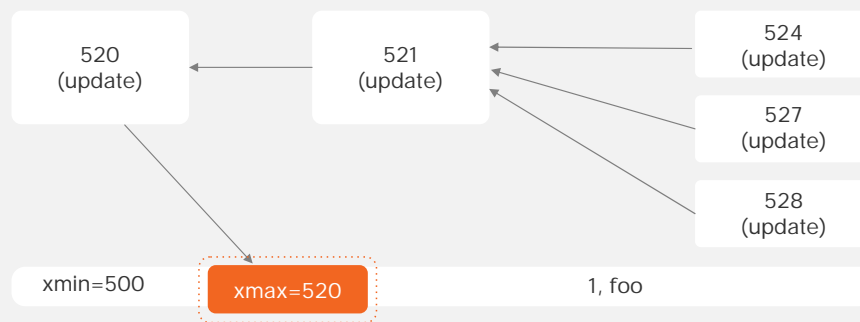 520
(update)
521
(update)
524
(update)
527
(update)
528
(update)
xmin=500
xmax=520
1, foo